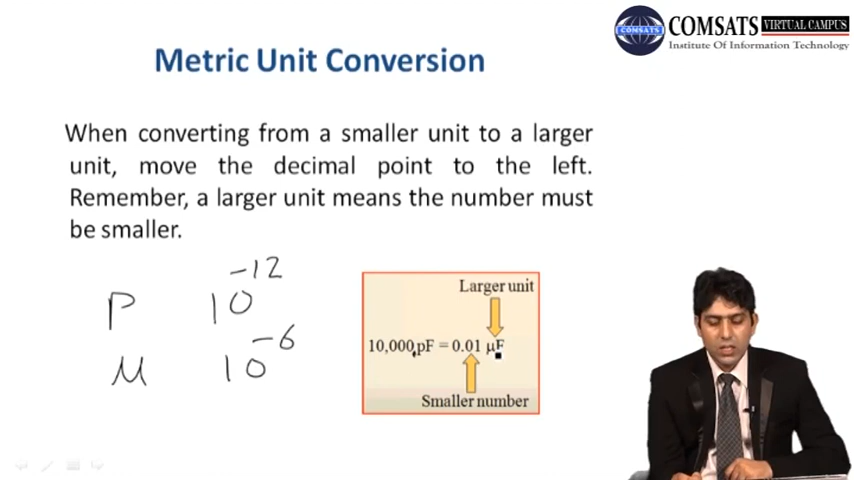 COMSATS VIRTUAL CAMPUS
COMSATS
Institute Of Information Technology
Metric Unit Conversion
When converting from a smaller unit to a larger
unit, move the decimal point to the left.
Remember, a larger unit means the number must
be smaller.
P 10^-12
μ 10^-6
Larger unit
10,000 pF = 0.01 μF
Smaller number